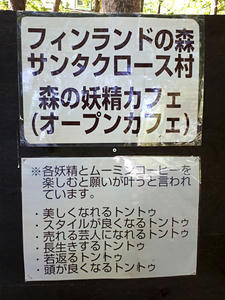 フィンランドの森
サンタクロース村
森の妖精カフェ
(オープンカフェ)
※各妖精とムーミンコーヒーを
楽しむと願いが叶うと言われ
ています。
・美しくなれるトントゥ
・スタイルが良くなるトントゥ
・売れる芸人になれるトントゥ
・長生きするトントゥ
・若返るトントゥ
・頭が良くなるトントゥ